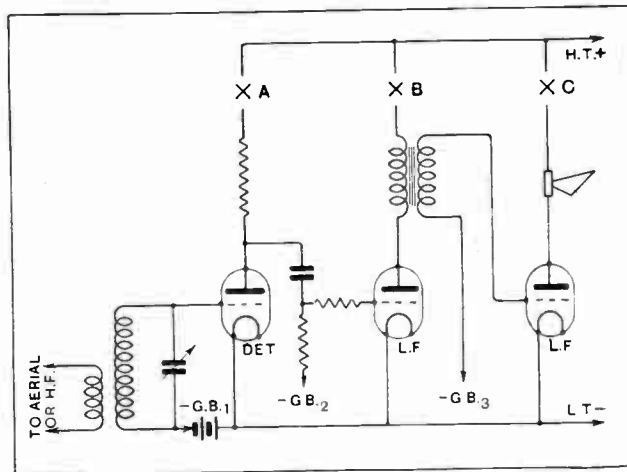 H.T.+
A
B
C
DET
L.F
L.F
TO AERIAL
OR H.F.
-G.B.1
-G.B.2
-G.B.3
L T-